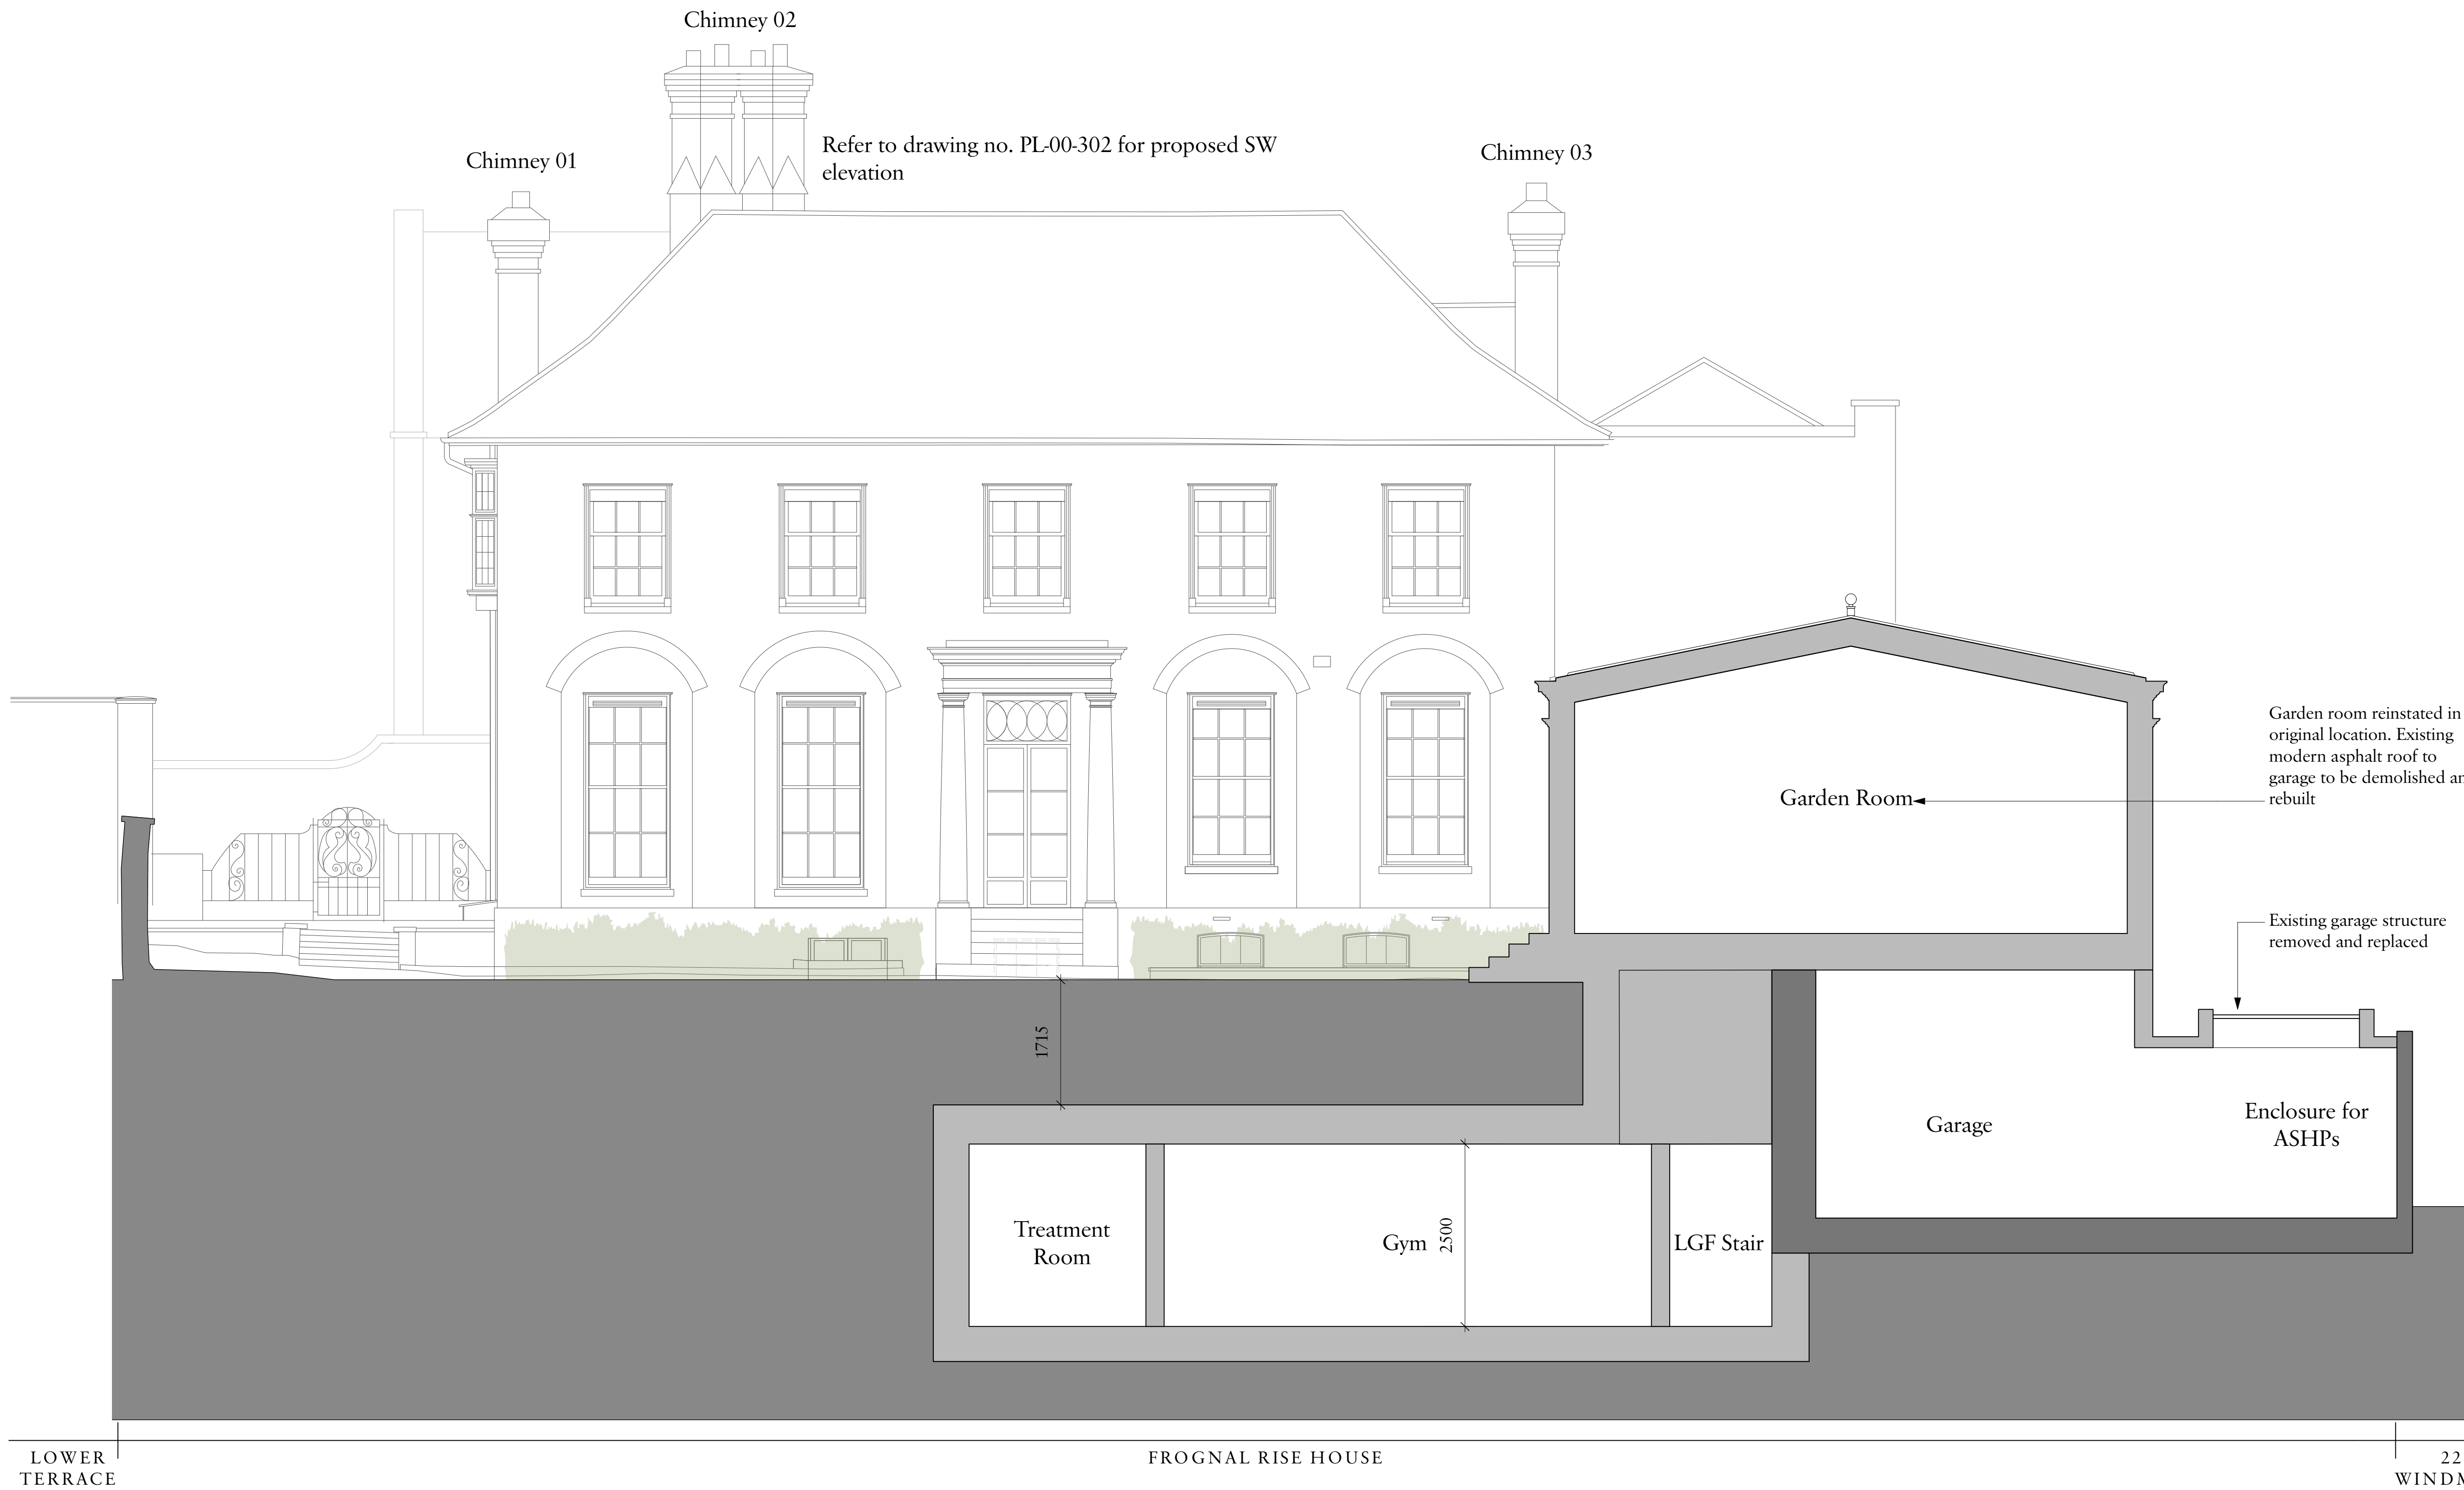 Chimney 02
Chimney 01
Refer to drawing no. PL-00-302 for proposed SW
elevation
Chimney 03
Garden room reinstated in
original location. Existing
modern asphalt roof to
garage to be demolished an
rebuilt
Garden Room
Existing garage structure
removed and replaced
1715
Garage
Enclosure for
ASHPs
Treatment
Room
Gym
2500
LGF Stair
LOWER
TERRACE
FROGNAL RISE HOUSE
22
WINDM